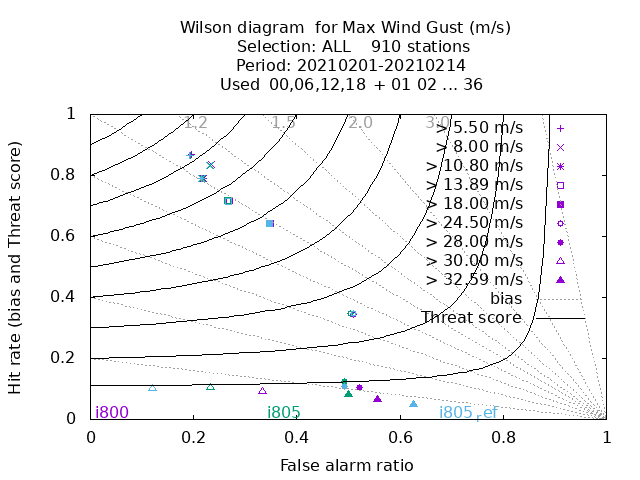 Wilson diagram for Max Wind Gust (m/s)
Selection: ALL 910 stations
Period: 20210201-20210214
Used 00,06,12,18 + 01 02 ... 36
Hit rate (bias and Threat score)
1
0.8
0.6
0.4
0.2
0
1.2 1.5 2.0 3.0
> 5.50 m/s
> 8.00 m/s
> 10.80 m/s
> 13.89 m/s
> 18.00 m/s
> 24.50 m/s
> 28.00 m/s
> 30.00 m/s
> 32.59 m/s
bias
Threat score
i800 i805 i805_ref
0 0.2 0.4 0.6 0.8 1
False alarm ratio